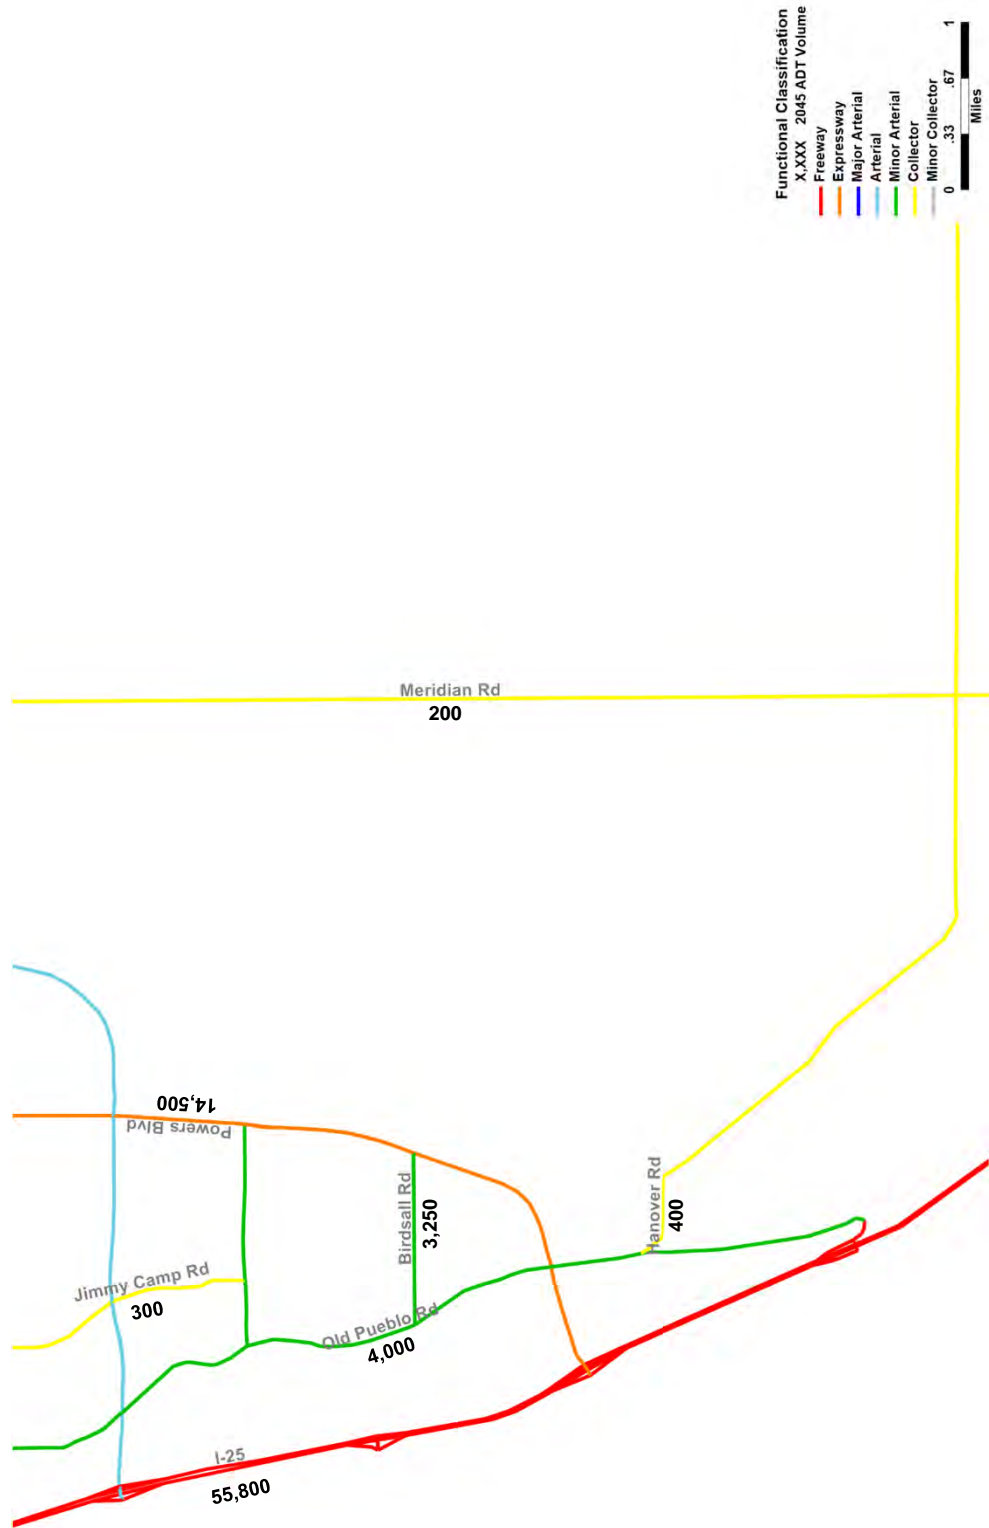 Functional Classification
X,XXX 2045 ADT Volume
Freeway
Expressway
Major Arterial
Arterial
Minor Arterial
Collector
Minor Collector
0 .33 .67 1
Miles
Meridian Rd
200
14,500
Powers Blvd
Birdsall Rd
3,250
Hanover Rd
400
Jimmy Camp Rd
300
Old Pueblo Rd
4,000
I-25
55,800